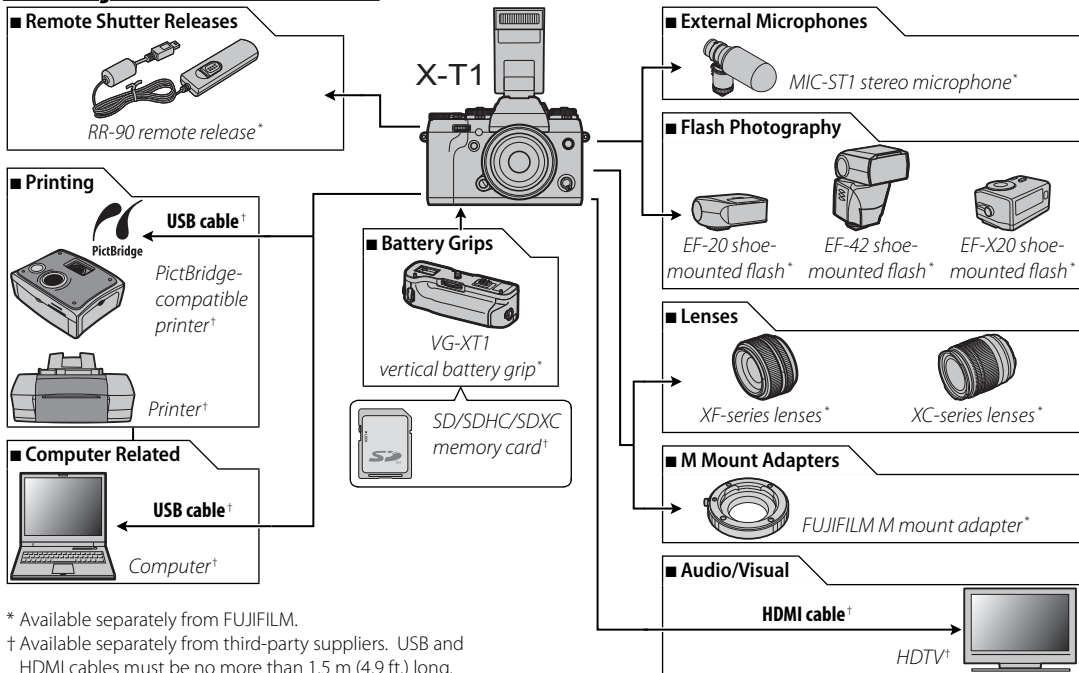 ■ Remote Shutter Releases
RR-90 remote release*
X-T1
■ Printing
USB cable†
PictBridge
PictBridge-
compatible
printer†
Printer†
■ Computer Related
USB cable†
Computer†
■ Battery Grips
VG-XT1
vertical battery grip*
SD/SDHC/SDXC
memory card†
■ External Microphones
MIC-ST1 stereo microphone*
■ Flash Photography
EF-20 shoe-
mounted flash*
EF-42 shoe-
mounted flash*
EF-X20 shoe-
mounted flash*
■ Lenses
XF-series lenses*
XC-series lenses*
■ M Mount Adapters
FUJIFILM M mount adapter*
■ Audio/Visual
HDMI cable†
HDTV†
* Available separately from FUJIFILM.
† Available separately from third-party suppliers. USB and
HDMI cables must be no more than 1.5 m (4.9 ft.) long.